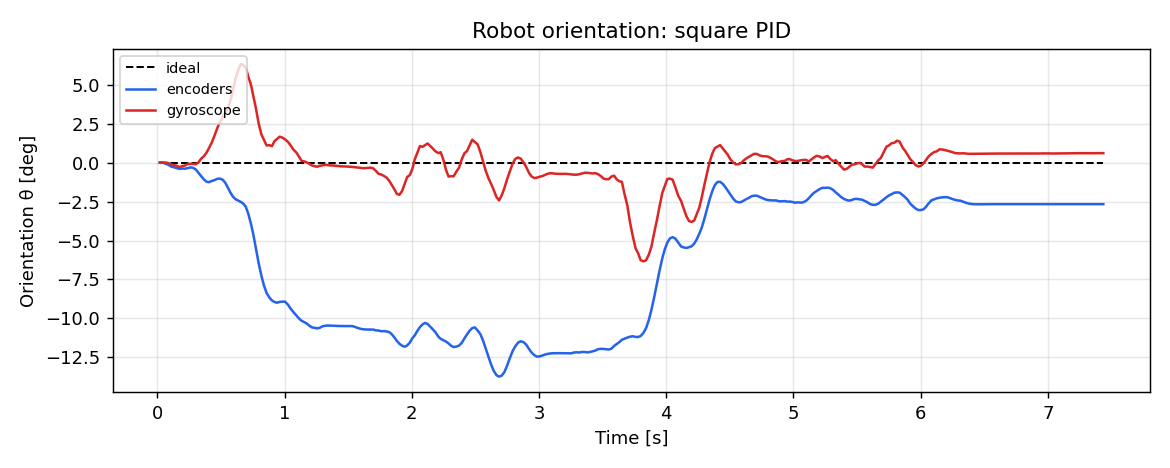 Robot orientation: square PID
ideal
encoders
gyroscope
Orientation θ [deg]
5.0
2.5
0.0
−2.5
−5.0
−7.5
−10.0
−12.5
0 1 2 3 4 5 6 7
Time [s]